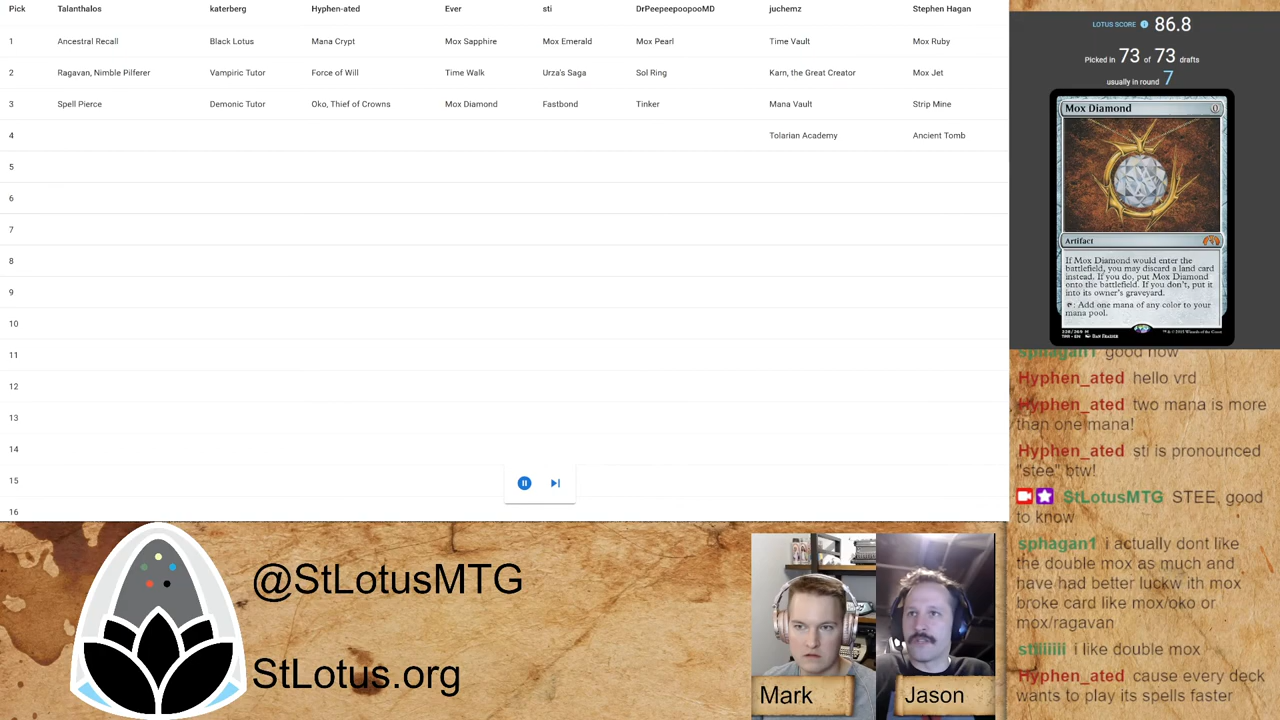 Pick Talanthalos katerberg Hyphen-ated Ever sti DrPeepeepoopooMD juchemz Stephen Hagan
1 Ancestral Recall Black Lotus Mana Crypt Mox Sapphire Mox Emerald Mox Pearl Time Vault Mox Ruby
2 Ragavan, Nimble Pilferer Vampiric Tutor Force of Will Time Walk Urza's Saga Sol Ring Karn, the Great Creator Mox Jet
3 Spell Pierce Demonic Tutor Oko, Thief of Crowns Mox Diamond Fastbond Tinker Mana Vault Strip Mine
4 Tolarian Academy Ancient Tomb
5
6
7
8
9
10
11
12
13
14
15
16
LOTUS SCORE 86.8
Picked in 73 of 73 drafts
usually in round 7
Mox Diamond 0
Artifact
If Mox Diamond would enter the
battlefield, you may discard a land card
instead. If you do, put Mox Diamond
onto the battlefield. If you don't, put it
into its owner's graveyard.
: Add one mana of any color to your
mana pool.
sphagan1 good now
Hyphen_ated hello vrd
Hyphen_ated two mana is more
than one mana!
Hyphen_ated sti is pronounced
"stee" btw!
StLotusMTG STEE, good
to know
sphagan1 i actually dont like
the double mox as much and
have had better luckw ith mox
broke card like mox/oko or
mox/ragavan
stiiiiiii i like double mox
Hyphen_ated cause every deck
wants to play its spells faster
@StLotusMTG
StLotus.org
Mark
Jason